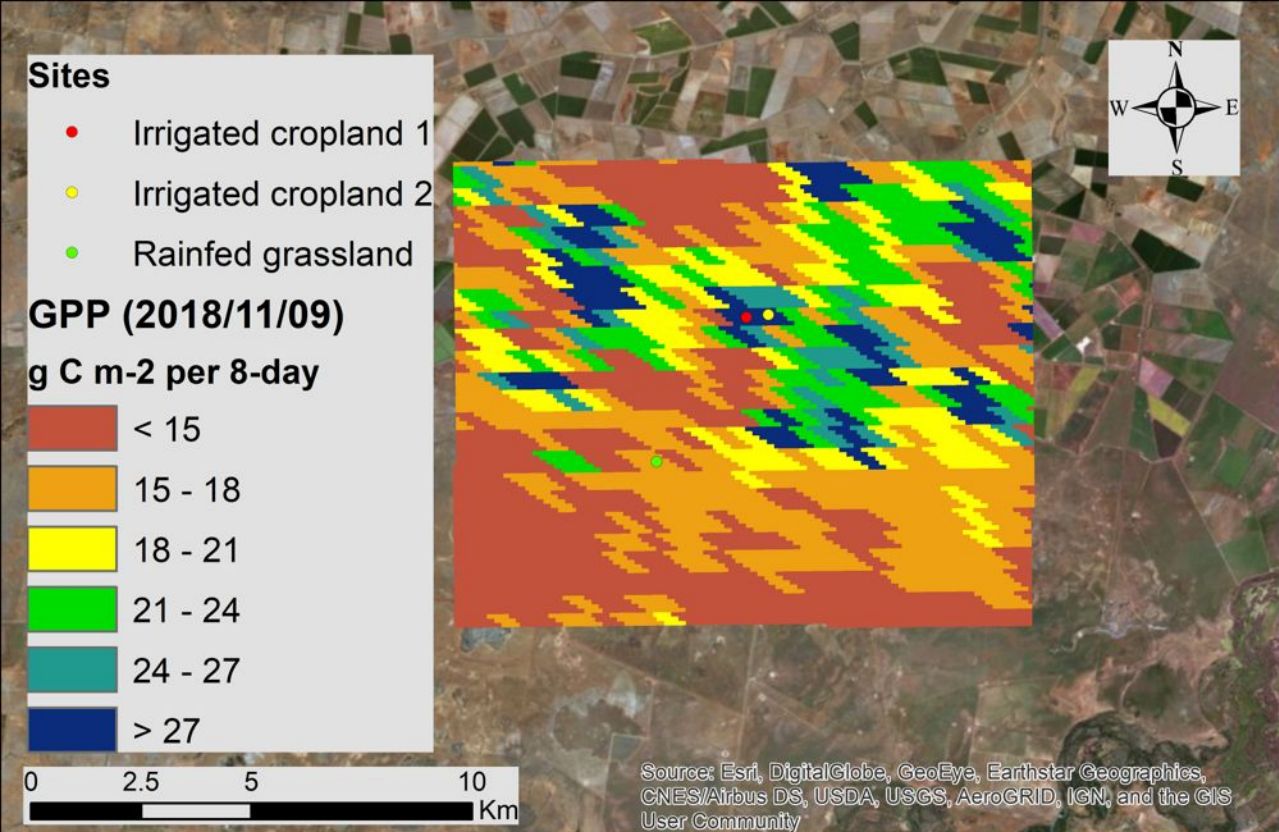 Sites
Irrigated cropland 1
Irrigated cropland 2
Rainfed grassland
GPP (2018/11/09)
g C m-2 per 8-day
< 15
15 - 18
18 - 21
21 - 24
24 - 27
> 27
0 2.5 5 10
Km
N
W E
S
Source: Esri, DigitalGlobe, GeoEye, Earthstar Geographics,
CNES/Airbus DS, USDA, USGS, AeroGRID, IGN, and the GIS
User Community